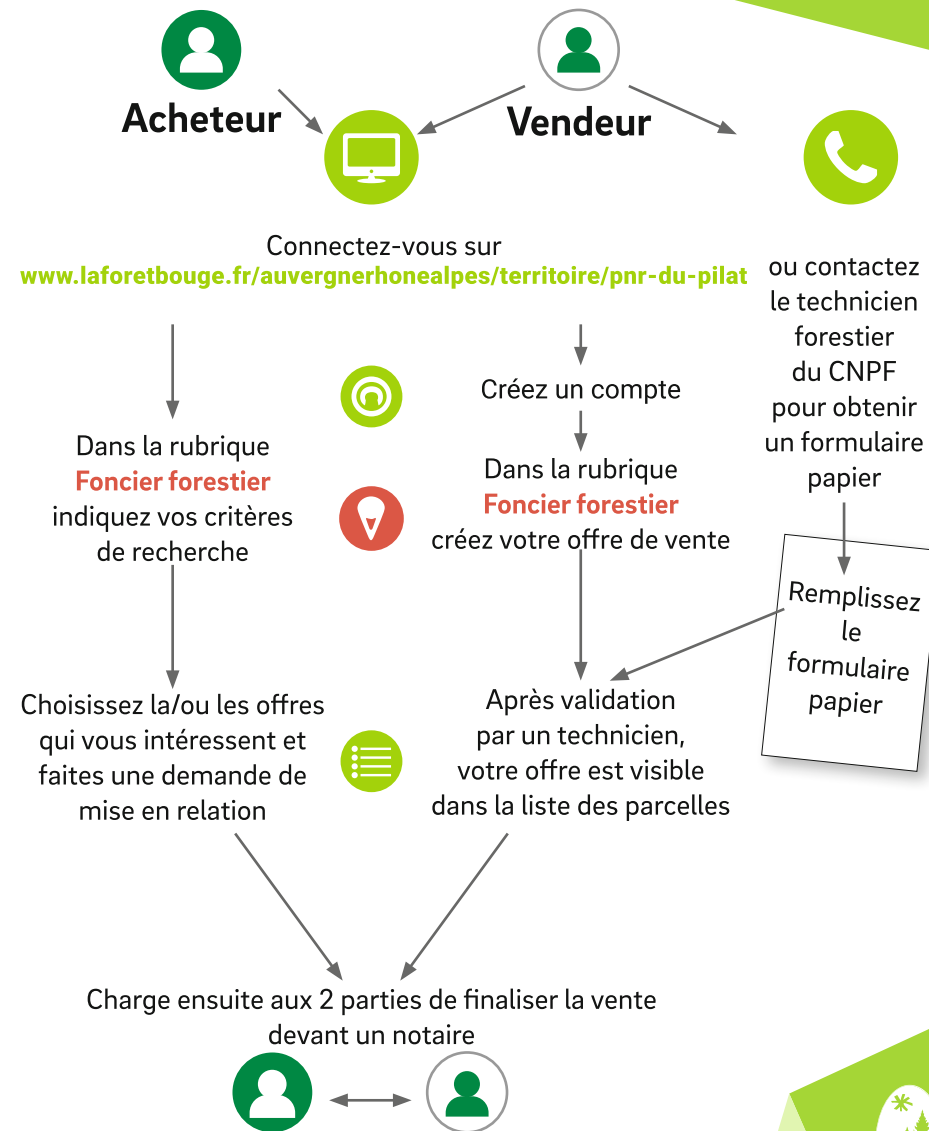 Acheteur
Vendeur
Connectez-vous sur
www.laforetbouge.fr/auvergnerhonealpes/territoire/pnr-du-pilat
ou contactez
le technicien
forestier
du CNPF
pour obtenir
un formulaire
papier
Dans la rubrique
Foncier forestier
indiquez vos critères
de recherche
Créez un compte
Dans la rubrique
Foncier forestier
créez votre offre de vente
Remplissez
le
formulaire
papier
Choisissez la/ou les offres
qui vous intéressent et
faites une demande de
mise en relation
Après validation
par un technicien,
votre offre est visible
dans la liste des parcelles
Charge ensuite aux 2 parties de finaliser la vente
devant un notaire